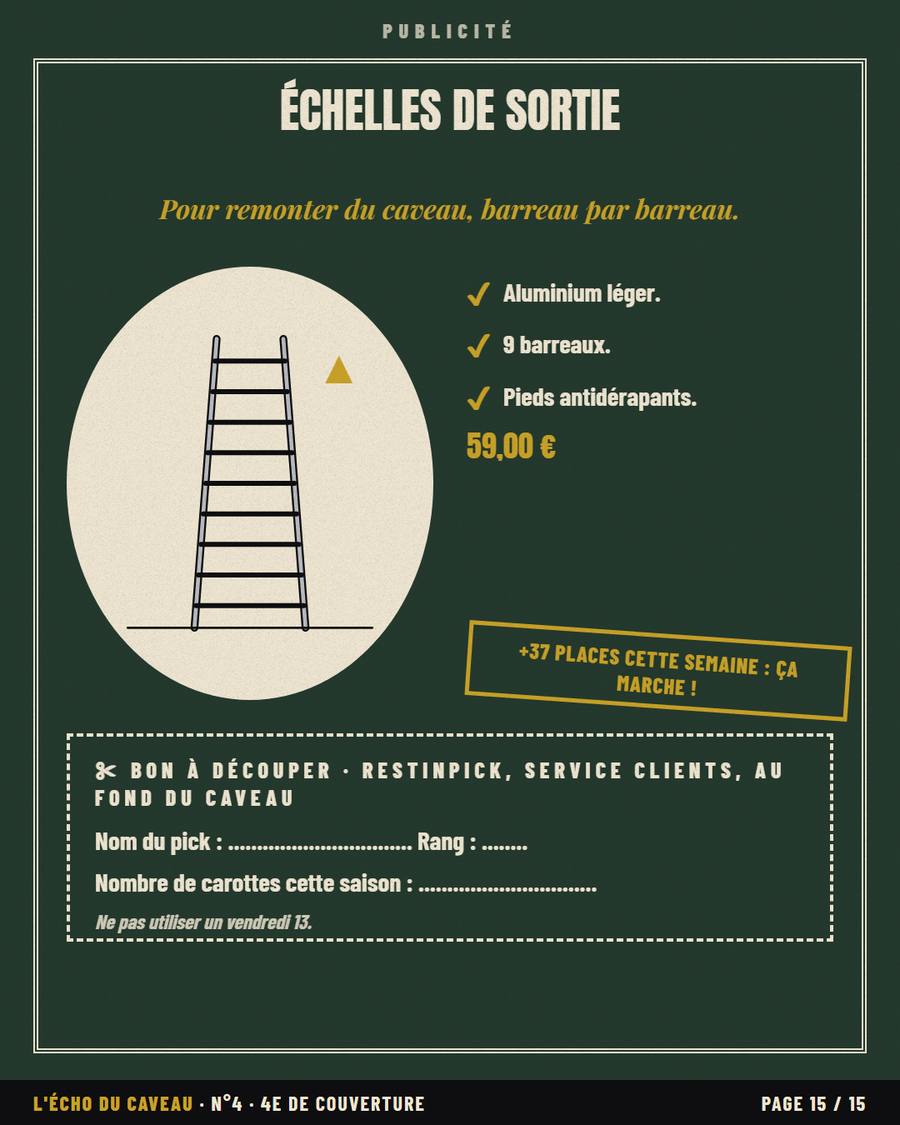 PUBLICITÉ
ÉCHELLES DE SORTIE
Pour remonter du caveau, barreau par barreau.
✓ Aluminium léger.
✓ 9 barreaux.
✓ Pieds antidérapants.
59,00 €
+37 PLACES CETTE SEMAINE : ÇA
MARCHE !
✂ BON À DÉCOUPER · RESTINPICK, SERVICE CLIENTS, AU
FOND DU CAVEAU
Nom du pick : ................................ Rang : ........
Nombre de carottes cette saison : ...............................
Ne pas utiliser un vendredi 13.
L'ÉCHO DU CAVEAU · N°4 · 4E DE COUVERTURE
PAGE 15 / 15